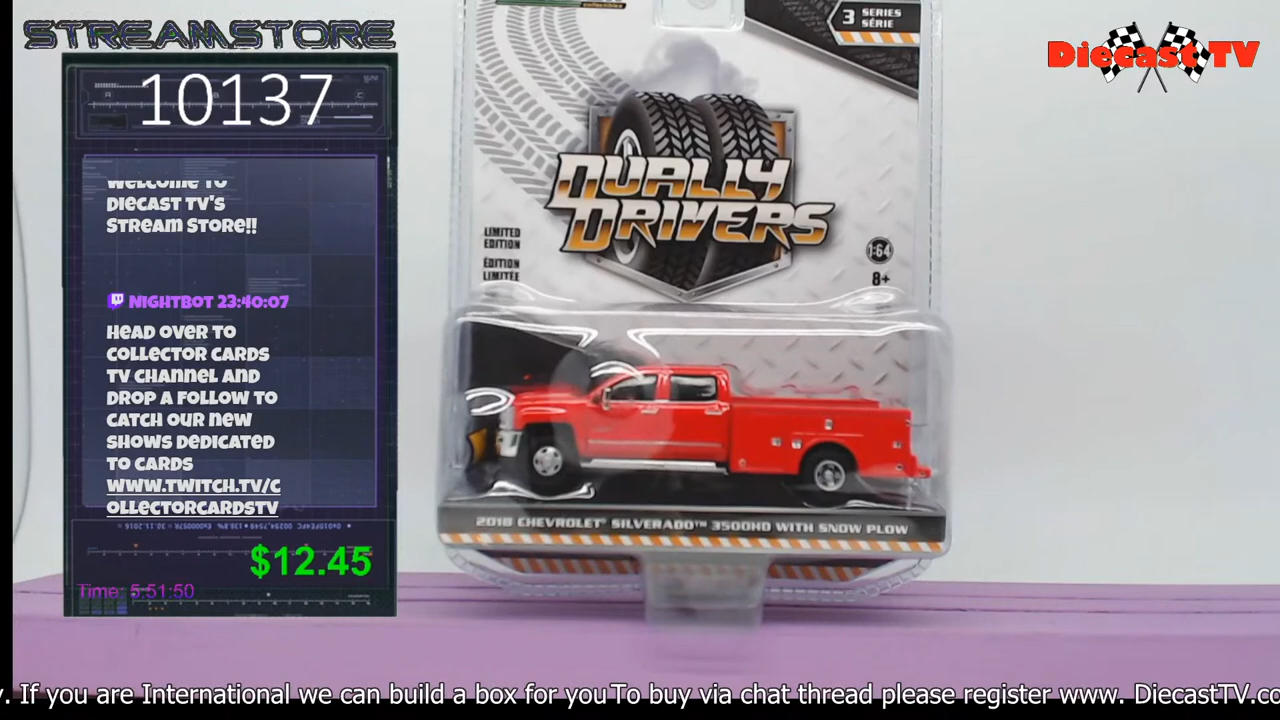 STREAMSTORE
10137
Welcome to
Diecast TV's
Stream Store!!
Nightbot 23:40:07
Head over to
Collector Cards
TV channel and
drop a follow to
catch our new
shows dedicated
to cards
www.twitch.tv/c
ollectorcardstv
$12.45
Time: 5:51:50
collectibles
3 SERIES
SÉRIE
Diecast TV
DUALLY
DRIVERS
LIMITED
EDITION
ÉDITION
LIMITÉE
1:64
8+
2018 CHEVROLET® SILVERADO™ 3500HD WITH SNOW PLOW
y. If you are International we can build a box for youTo buy via chat thread please register www. DiecastTV.co